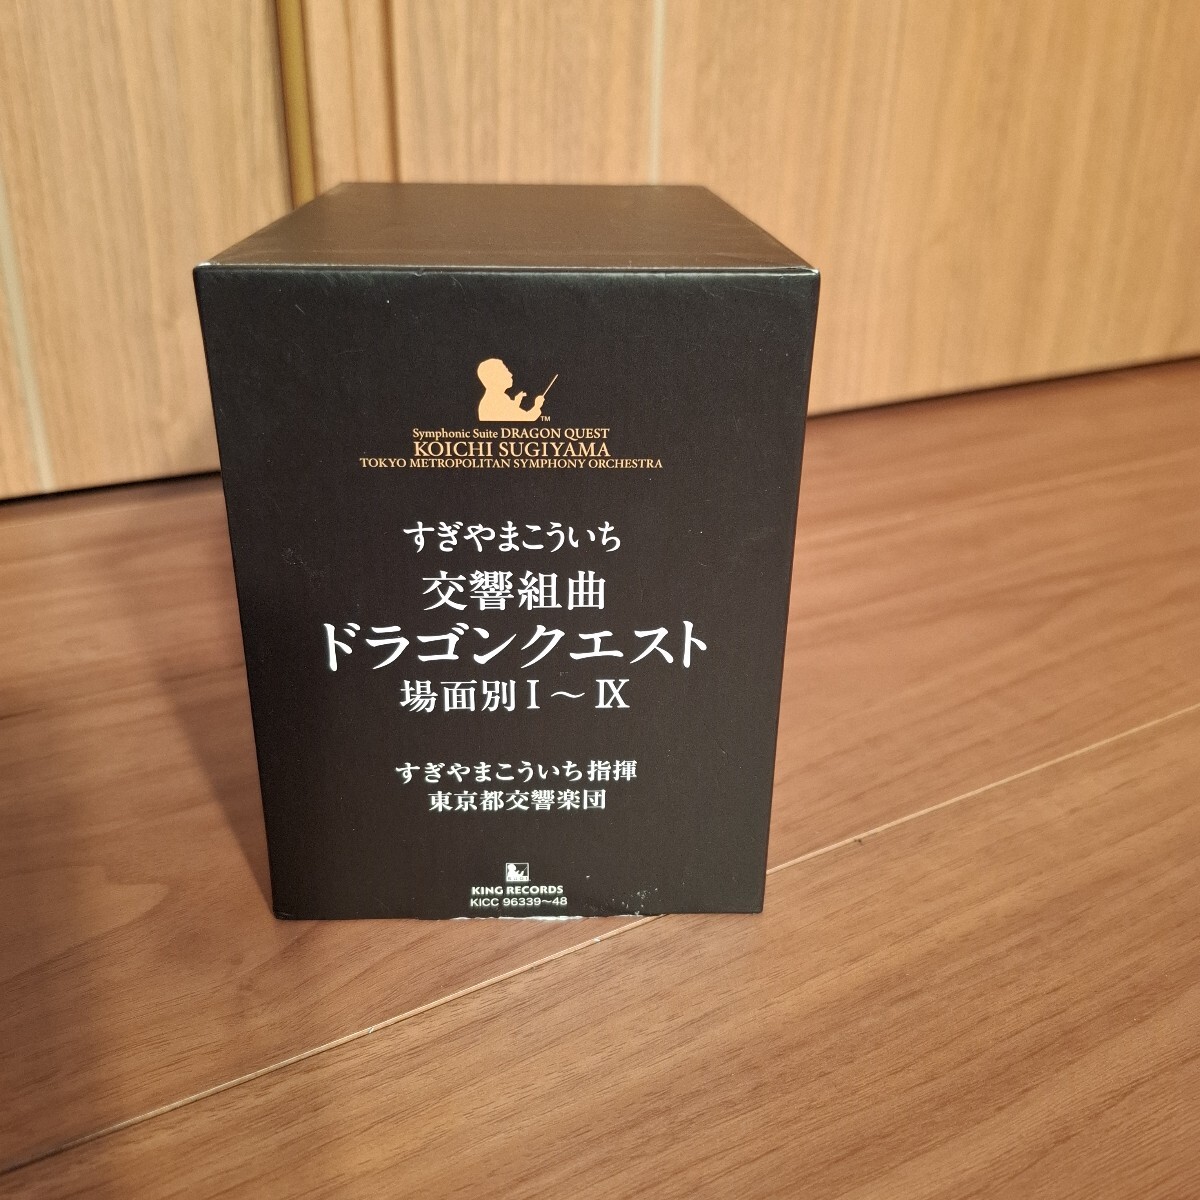 TM
Symphonic Suite DRAGON QUEST
KOICHI SUGIYAMA
TOKYO METROPOLITAN SYMPHONY ORCHESTRA
すぎやまこういち
交響組曲
ドラゴンクエスト
場面別Ⅰ～Ⅸ
すぎやまこういち指揮
東京都交響楽団
KING RECORDS
KICC 96339~48